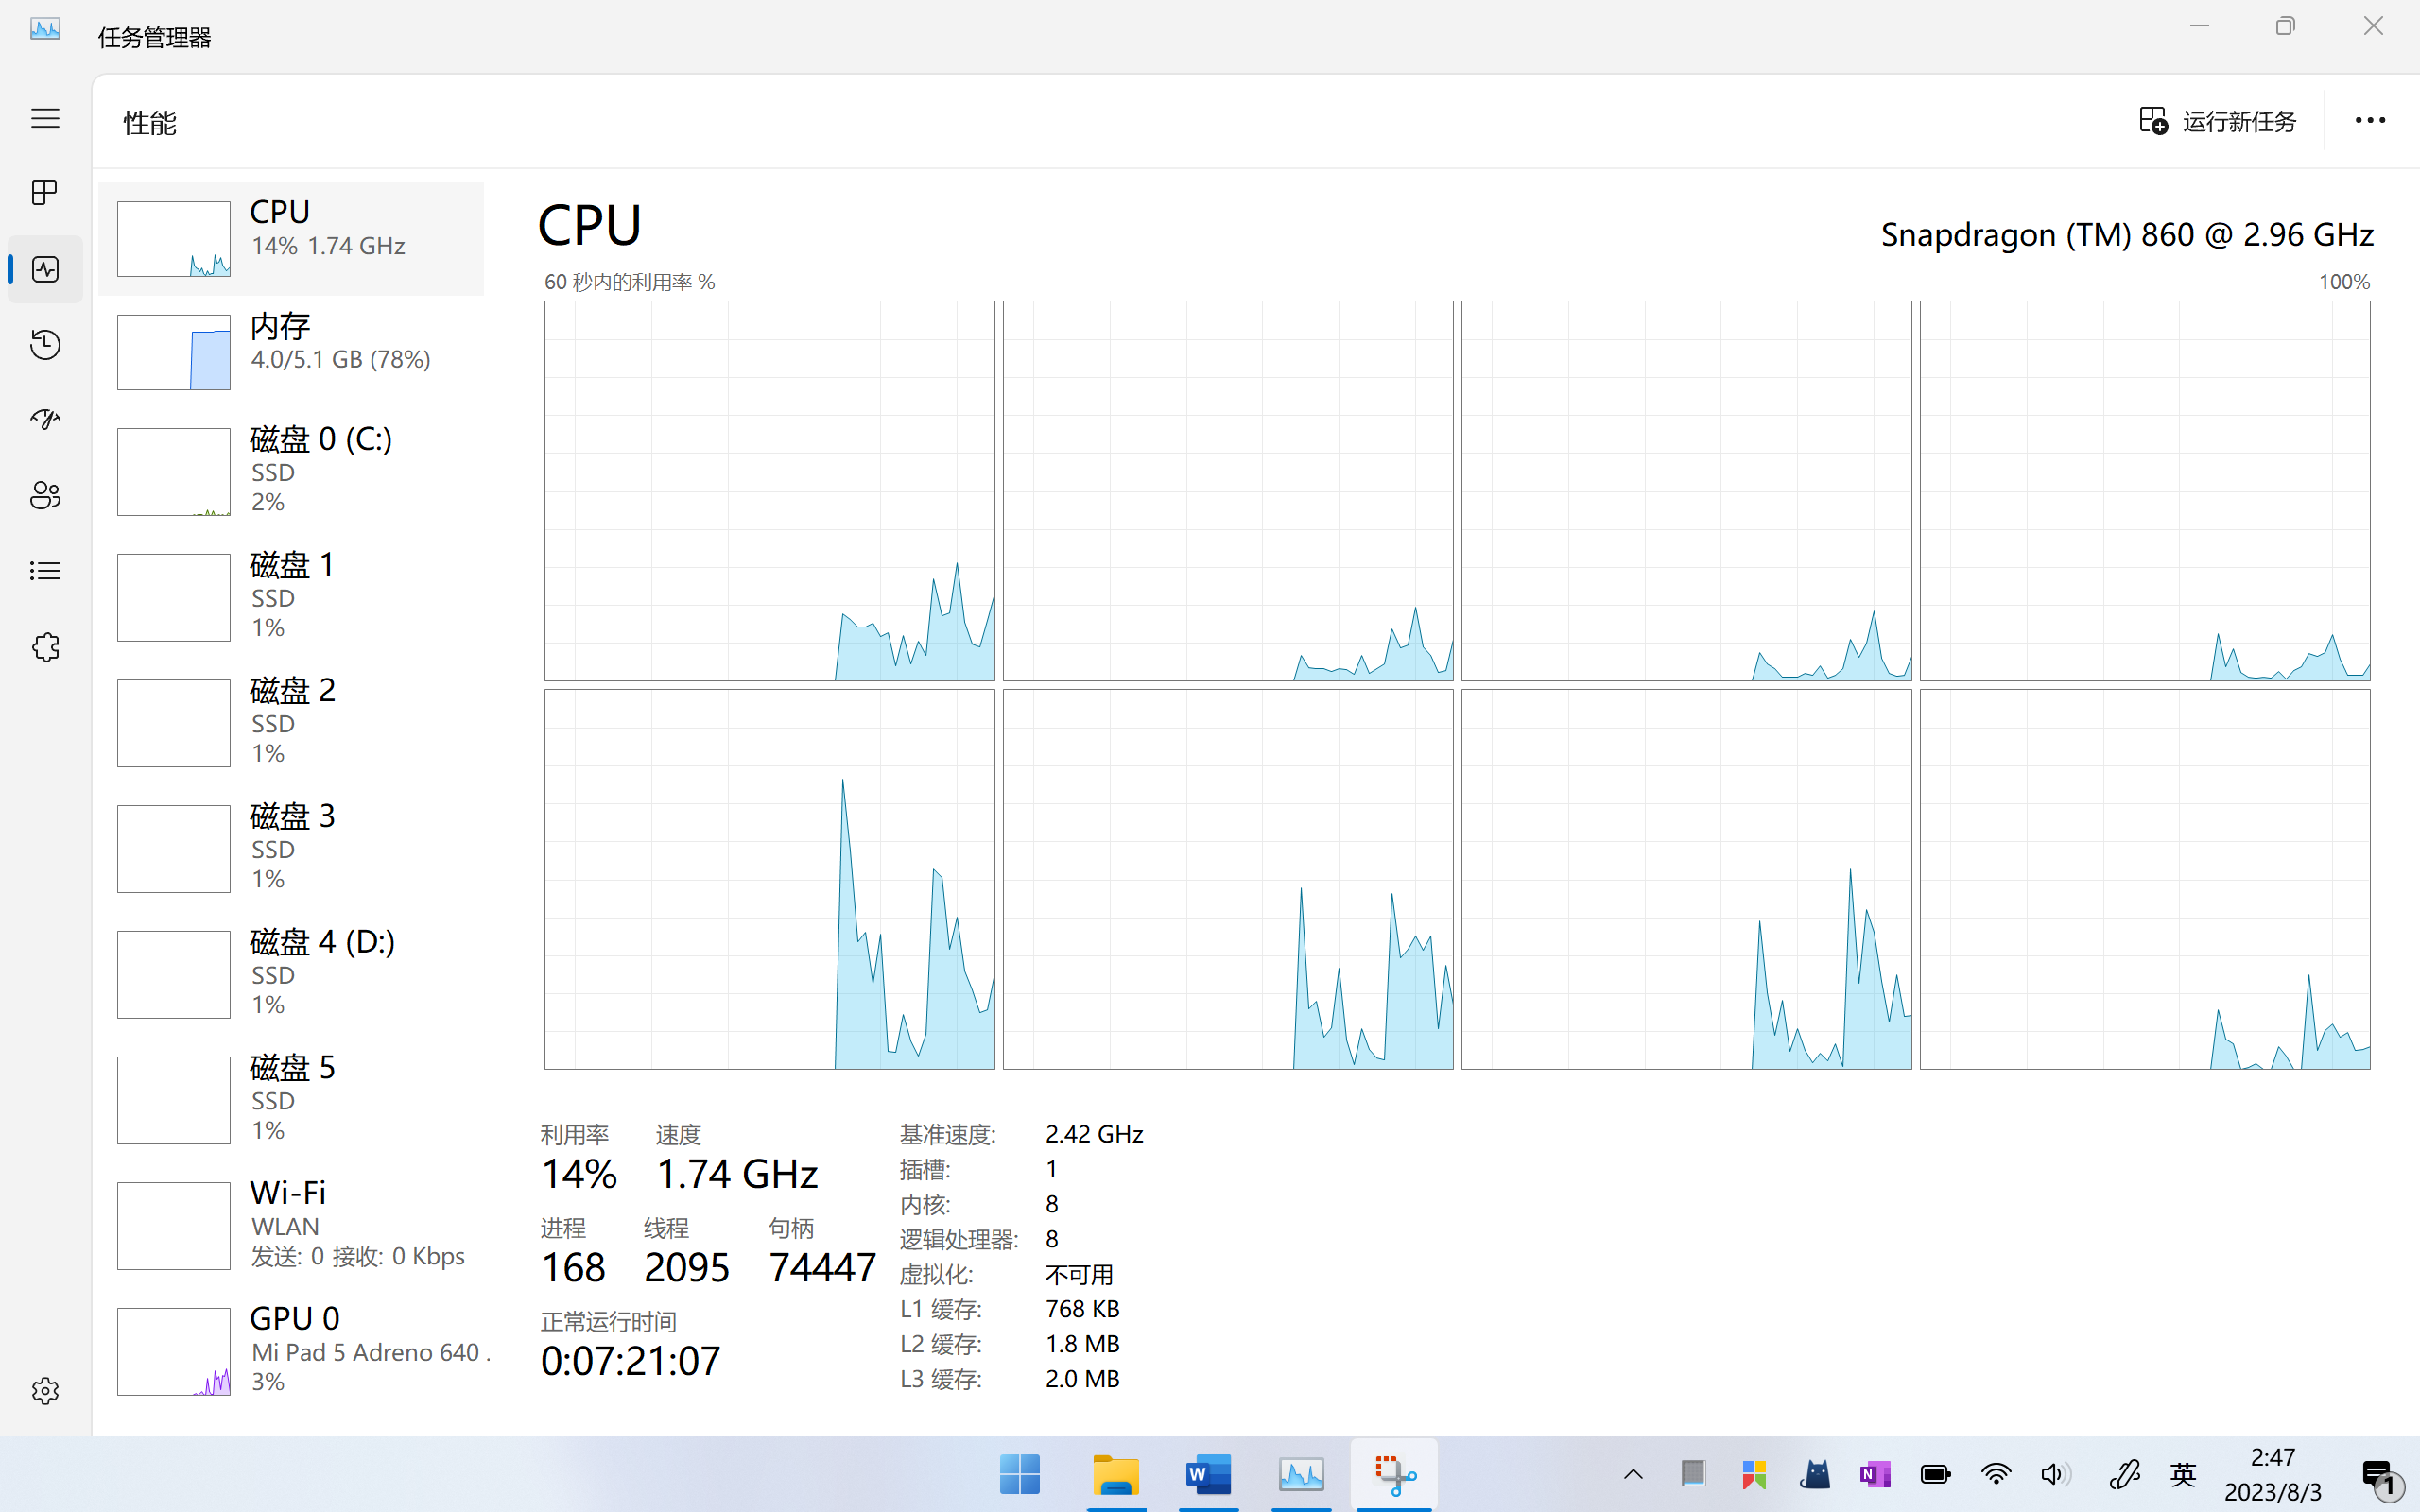 任务管理器
性能
运行新任务
CPU
14% 1.74 GHz
内存
4.0/5.1 GB (78%)
磁盘 0 (C:)
SSD
2%
磁盘 1
SSD
1%
磁盘 2
SSD
1%
磁盘 3
SSD
1%
磁盘 4 (D:)
SSD
1%
磁盘 5
SSD
1%
Wi-Fi
WLAN
发送: 0 接收: 0 Kbps
GPU 0
Mi Pad 5 Adreno 640 .
3%
CPU
Snapdragon (TM) 860 @ 2.96 GHz
60 秒内的利用率 %
100%
利用率 速度
14% 1.74 GHz
进程 线程 句柄
168 2095 74447
正常运行时间
0:07:21:07
基准速度: 2.42 GHz
插槽: 1
内核: 8
逻辑处理器: 8
虚拟化: 不可用
L1 缓存: 768 KB
L2 缓存: 1.8 MB
L3 缓存: 2.0 MB
W
N
英
2:47
2023/8/3
1